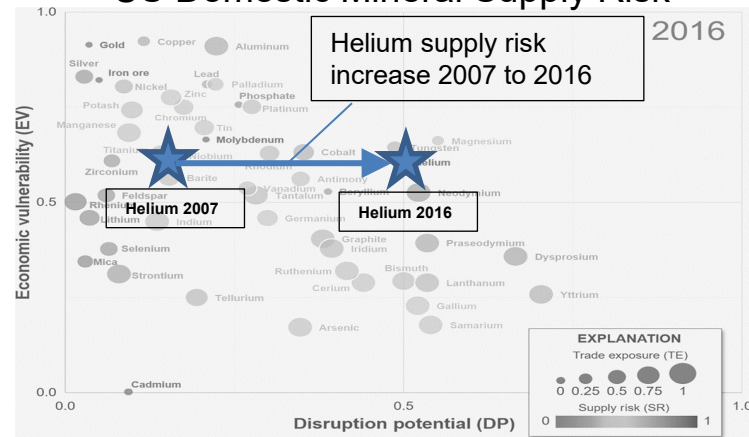 US Domestic Mineral Supply Risk
2016
Helium supply risk
increase 2007 to 2016
1.0
Gold
Copper
Aluminum
Silver
Iron ore
Lead
Palladium
Nickel
Zinc
Phosphate
Potash
Platinum
Chromium
Manganese
Tin
Molybdenum
Magnesium
Tungsten
Cobalt
Niobium
Rhodium
Helium
Zirconium
Barite
Antimony
Vanadium
Beryllium
Neodymium
Feldspar
Tantalum
0.5
Rhenium
Helium 2007
Helium 2016
Lithium
Indium
Germanium
Economic vulnerability (EV)
Graphite
Praseodymium
Selenium
Iridium
Dysprosium
Mica
Strontium
Ruthenium
Bismuth
Cerium
Lanthanum
Tellurium
Yttrium
Gallium
Arsenic
Samarium
EXPLANATION
Trade exposure (TE)
0 0.25 0.5 0.75 1
Supply risk (SR)
0 1
Cadmium
0.0
0.0 0.5 1.0
Disruption potential (DP)